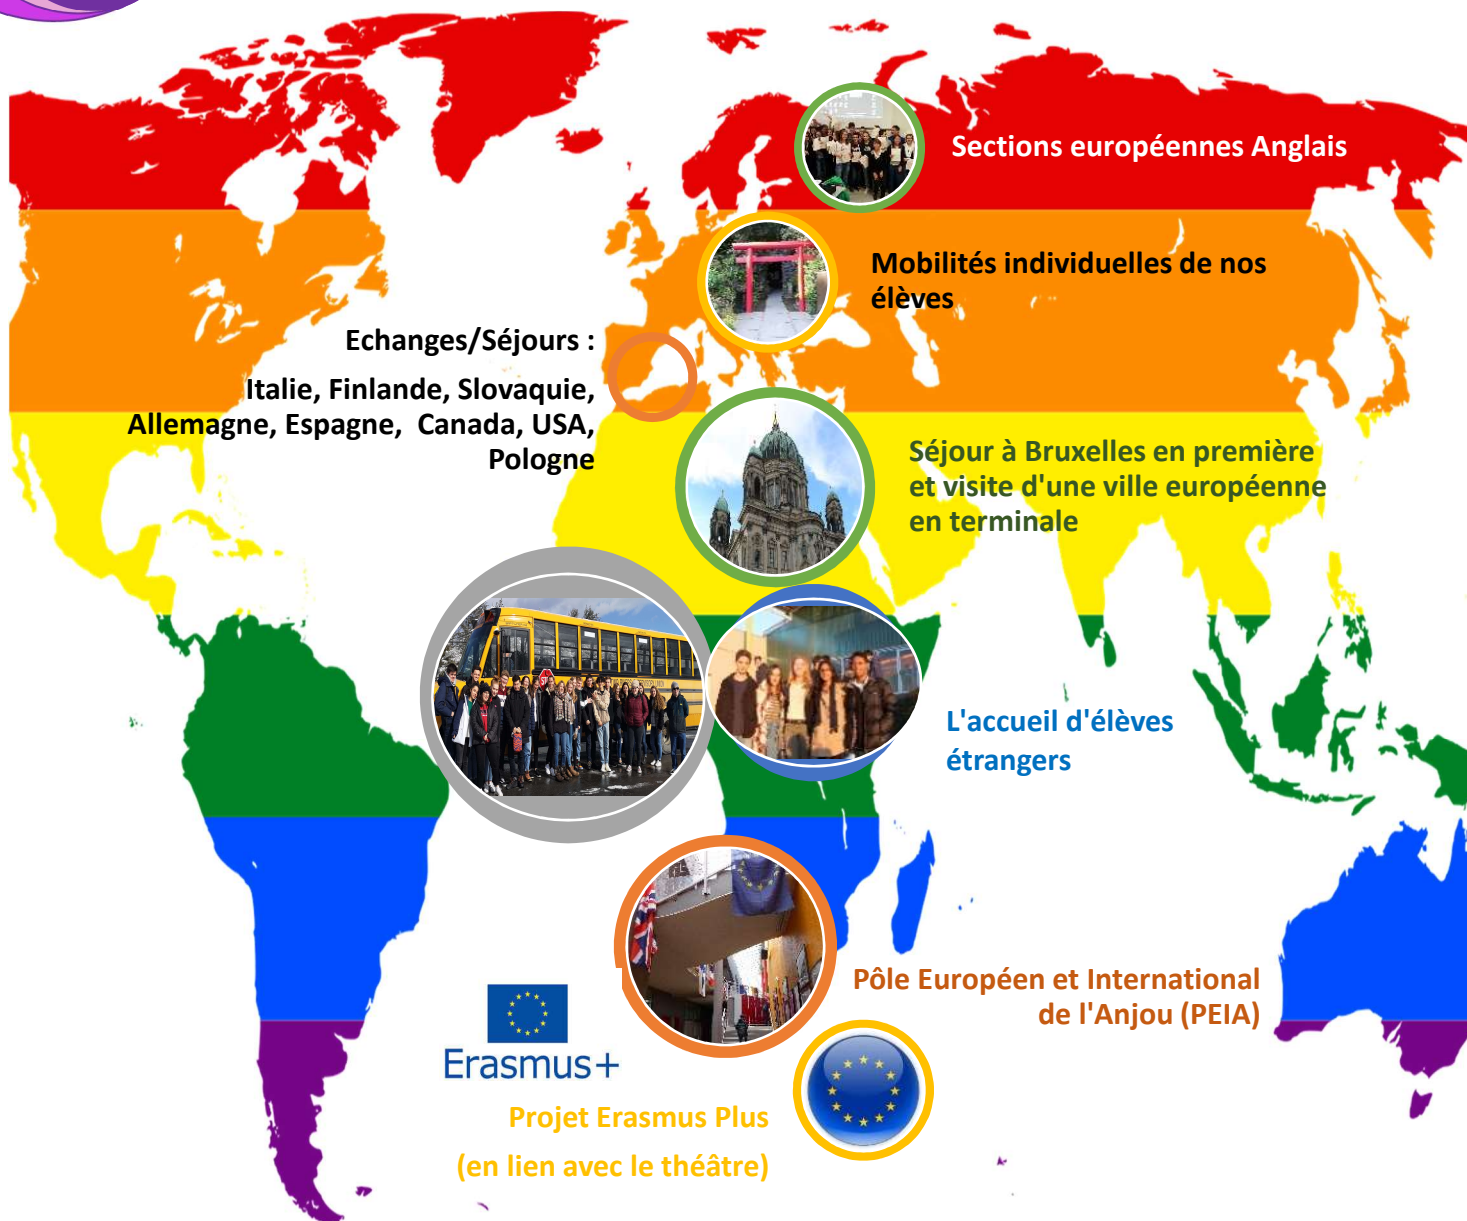 Sections européennes Anglais
Mobilités individuelles de nos
élèves
Echanges/Séjours :
Italie, Finlande, Slovaquie,
Allemagne, Espagne, Canada, USA,
Pologne
Séjour à Bruxelles en première
et visite d'une ville européenne
en terminale
L'accueil d'élèves
étrangers
Pôle Européen et International
de l'Anjou (PEIA)
Erasmus+
Projet Erasmus Plus
(en lien avec le théâtre)